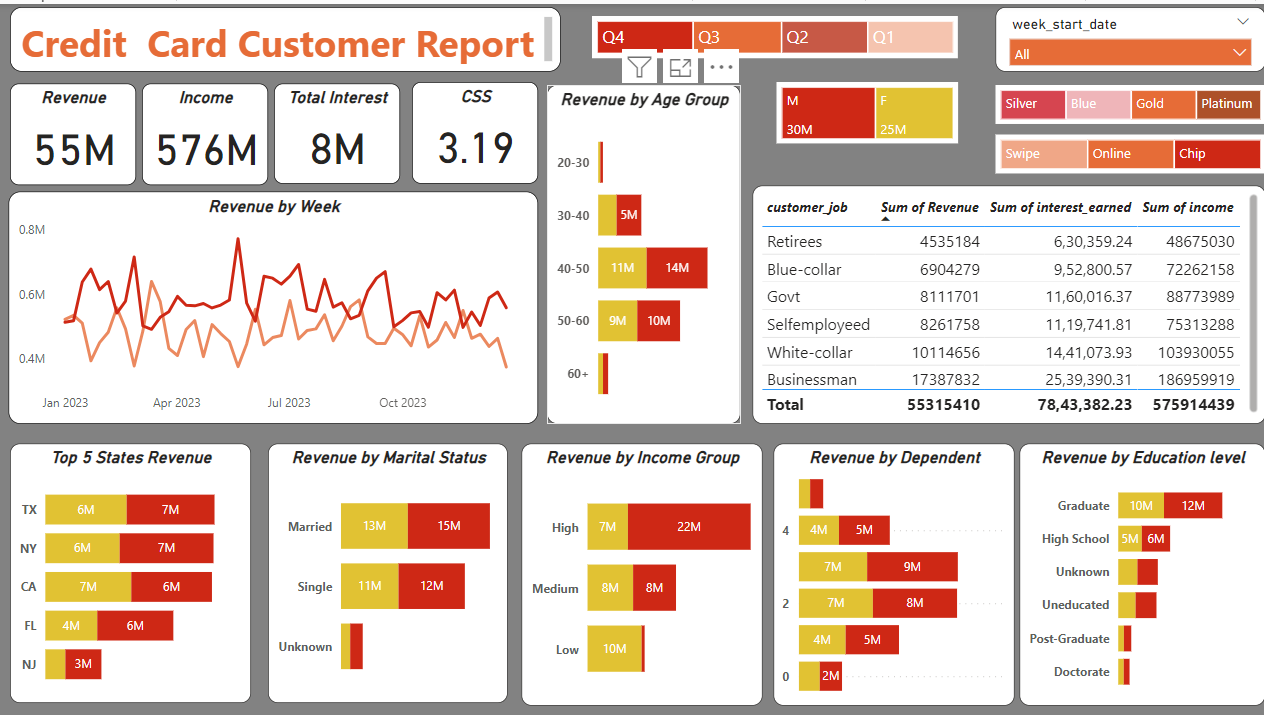 Credit Card Customer Report
Q4 Q3 Q2 Q1
week_start_date
All
Revenue
55M
Income
576M
Total Interest
8M
CSS
3.19
Revenue by Age Group
20-30
30-40 5M
40-50 11M 14M
50-60 9M 10M
60+
M F
30M 25M
Silver Blue Gold Platinum
Swipe Online Chip
Revenue by Week
0.8M
0.6M
0.4M
Jan 2023 Apr 2023 Jul 2023 Oct 2023
customer_job Sum of Revenue Sum of interest_earned Sum of income
Retirees 4535184 6,30,359.24 48675030
Blue-collar 6904279 9,52,800.57 72262158
Govt 8111701 11,60,016.37 88773989
Selfemployeed 8261758 11,19,741.81 75313288
White-collar 10114656 14,41,073.93 103930055
Businessman 17387832 25,39,390.31 186959919
Total 55315410 78,43,382.23 575914439
Top 5 States Revenue
TX 6M 7M
NY 6M 7M
CA 7M 6M
FL 4M 6M
NJ 3M
Revenue by Marital Status
Married 13M 15M
Single 11M 12M
Unknown
Revenue by Income Group
High 7M 22M
Medium 8M 8M
Low 10M
Revenue by Dependent
4 4M 5M
7M 9M
2 7M 8M
4M 5M
0 2M
Revenue by Education level
Graduate 10M 12M
High School 5M 6M
Unknown
Uneducated
Post-Graduate
Doctorate